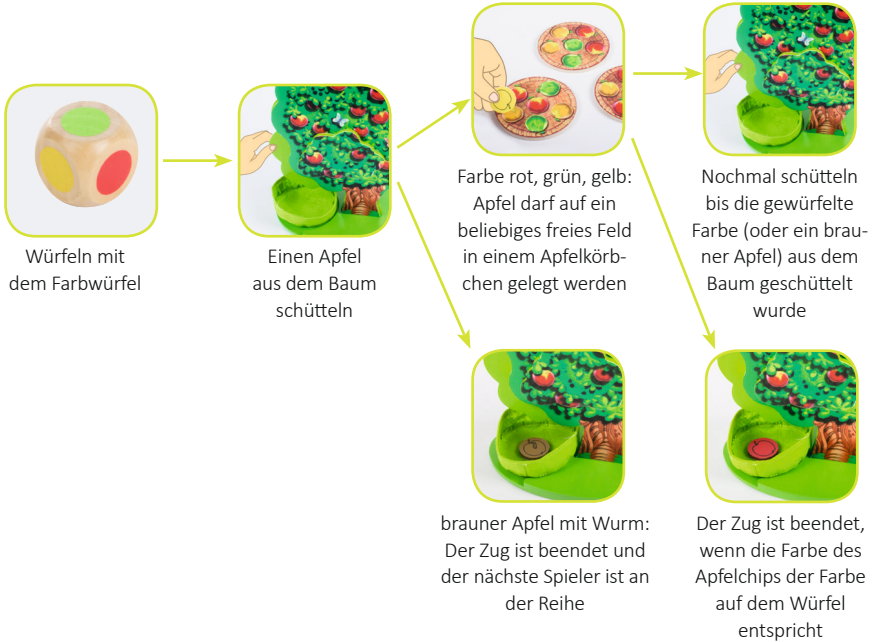 Würfeln mit
dem Farbwürfel
Einen Apfel
aus dem Baum
schütteln
Farbe rot, grün, gelb:
Apfel darf auf ein
beliebiges freies Feld
in einem Apfelkörb-
chen gelegt werden
Nochmal schütteln
bis die gewürfelte
Farbe (oder ein brau-
ner Apfel) aus dem
Baum geschüttelt
wurde
brauner Apfel mit Wurm:
Der Zug ist beendet und
der nächste Spieler ist an
der Reihe
Der Zug ist beendet,
wenn die Farbe des
Apfelchips der Farbe
auf dem Würfel
entspricht